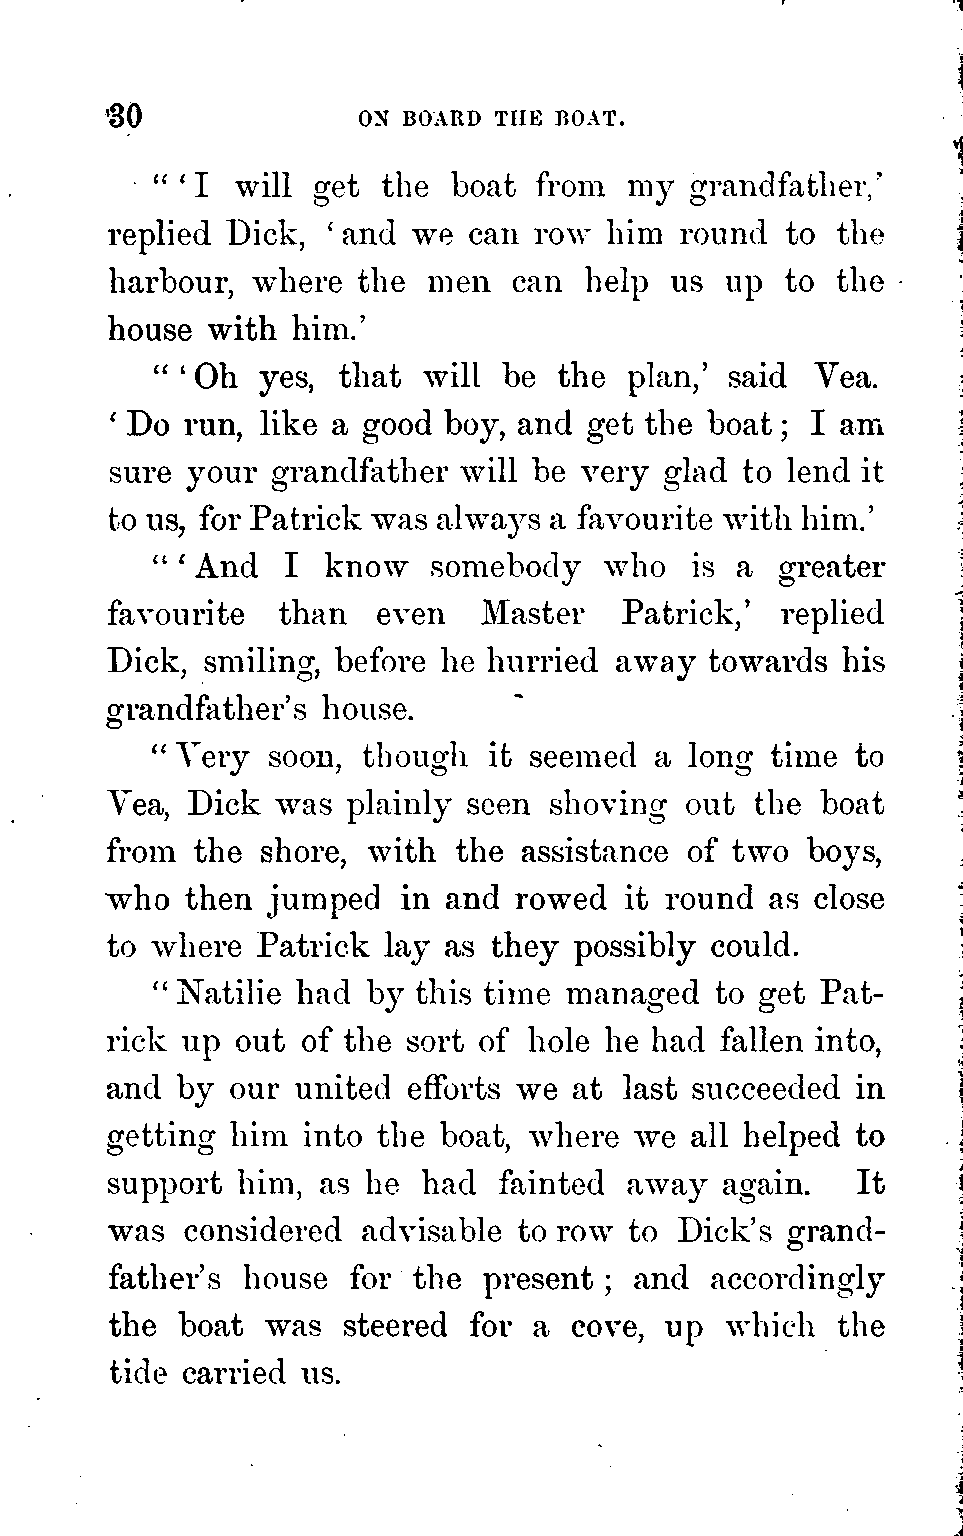 30 ON BOARD THE BOAT.
“ ‘ I will get the boat from my grandfather,’
replied Dick, ‘ and we can row him round to the
harbour, where the men can help us up to the
house with him.’
“ ‘ Oh yes, that will be the plan,’ said Vea.
‘ Do run, like a good boy, and get the boat ; I am
sure your grandfather will be very glad to lend it
to us, for Patrick was always a favourite with him.’
“ ‘ And I know somebody who is a greater
favourite than even Master Patrick,’ replied
Dick, smiling, before he hurried away towards his
grandfather’s house.
“ Very soon, though it seemed a long time to
Vea, Dick was plainly seen shoving out the boat
from the shore, with the assistance of two boys,
who then jumped in and rowed it round as close
to where Patrick lay as they possibly could.
“ Natilie had by this time managed to get Pat-
rick up out of the sort of hole he had fallen into,
and by our united efforts we at last succeeded in
getting him into the boat, where we all helped to
support him, as he had fainted away again. It
was considered advisable to row to Dick’s grand-
father’s house for the present ; and accordingly
the boat was steered for a cove, up which the
tide carried us.